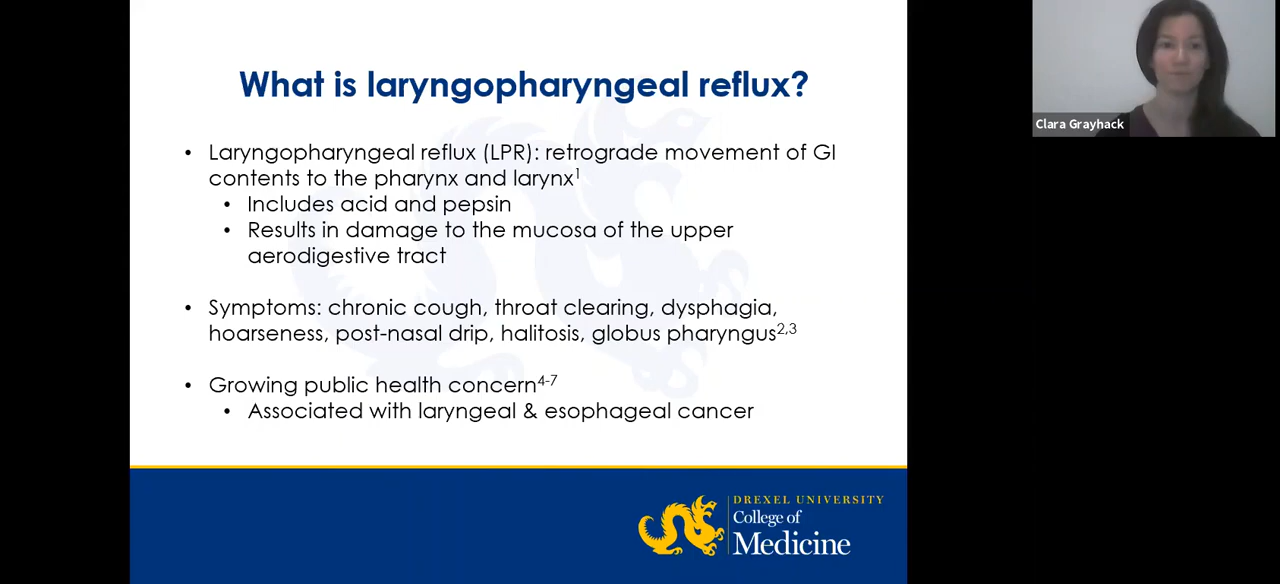 What is laryngopharyngeal reflux?
• Laryngopharyngeal reflux (LPR): retrograde movement of GI
contents to the pharynx and larynx¹
• Includes acid and pepsin
• Results in damage to the mucosa of the upper
aerodigestive tract
• Symptoms: chronic cough, throat clearing, dysphagia,
hoarseness, post-nasal drip, halitosis, globus pharyngus²,³
• Growing public health concern⁴⁻⁷
• Associated with laryngeal & esophageal cancer
DREXEL UNIVERSITY
College of
Medicine
Clara Grayhack